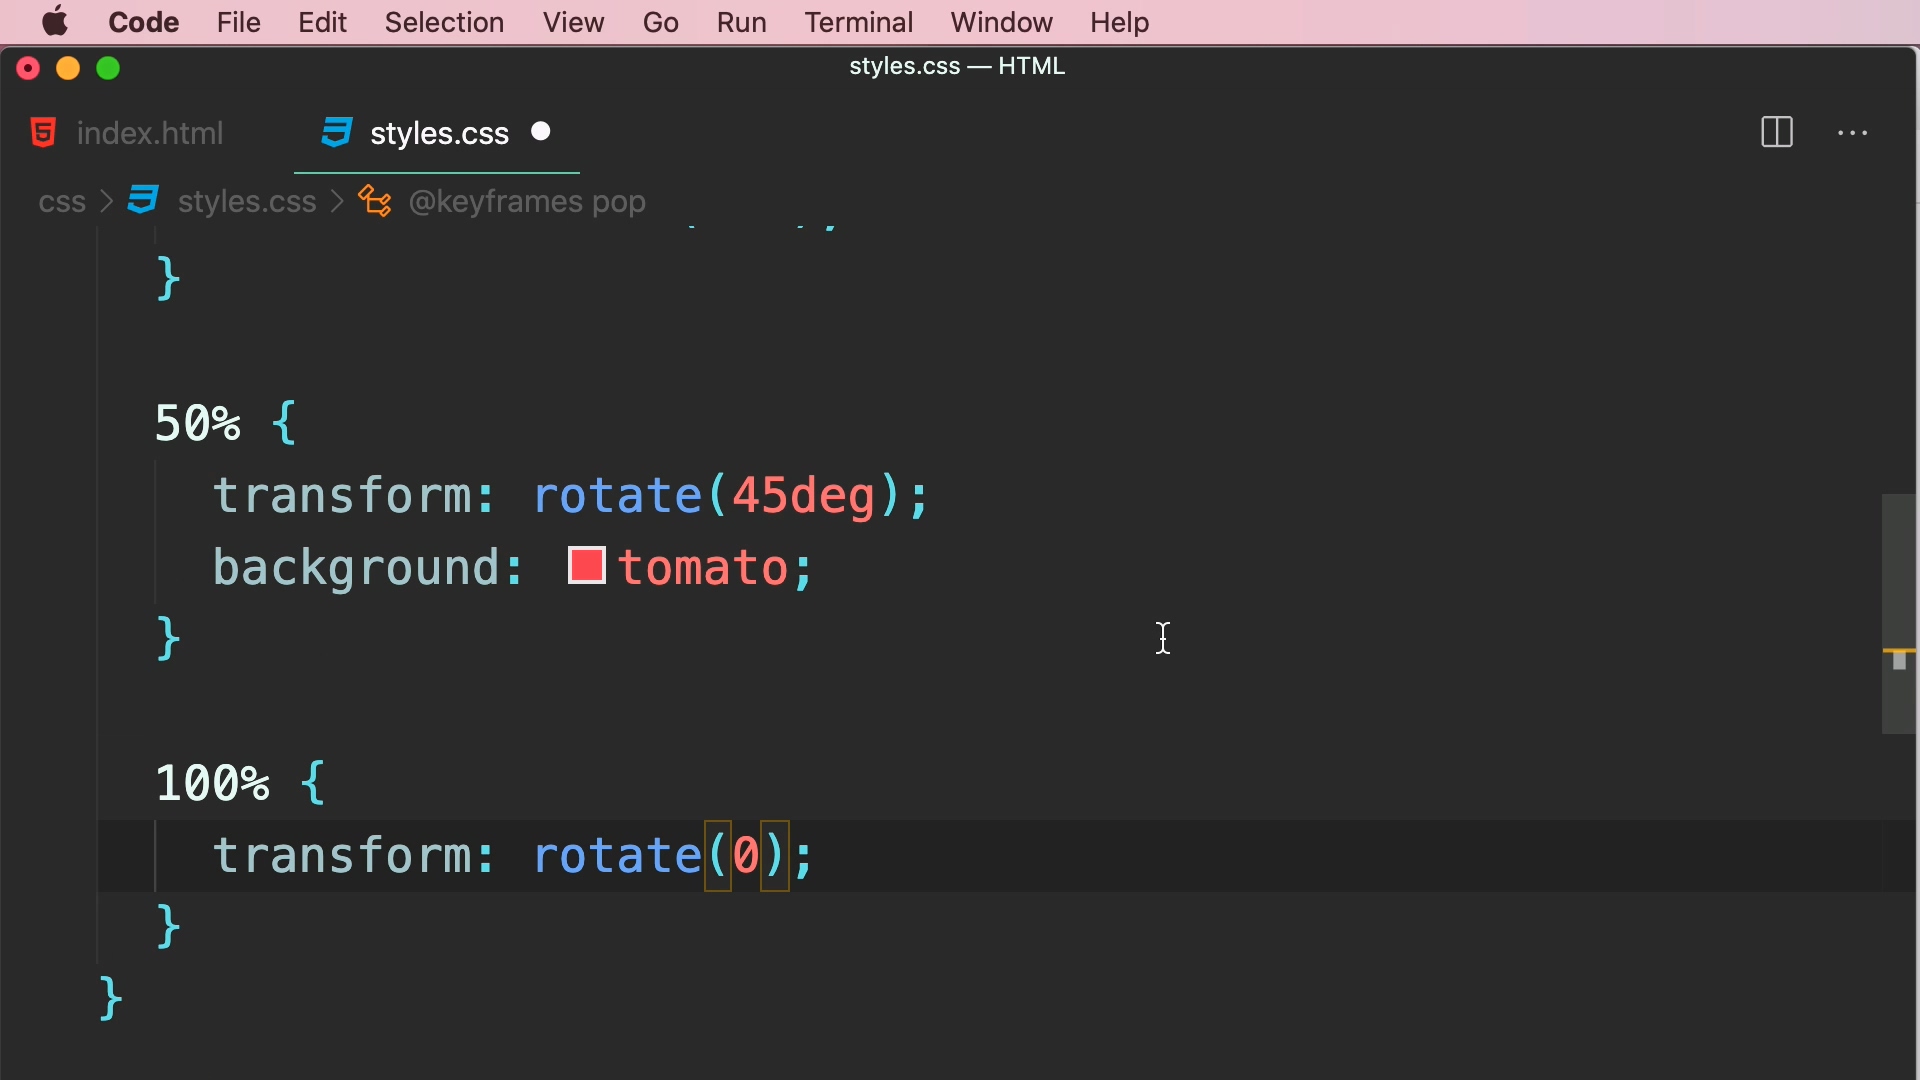 Code File Edit Selection View Go Run Terminal Window Help
styles.css — HTML
index.html styles.css
css > styles.css > @keyframes pop
}
50% {
transform: rotate(45deg);
background: tomato;
}
100% {
transform: rotate(0);
}
}